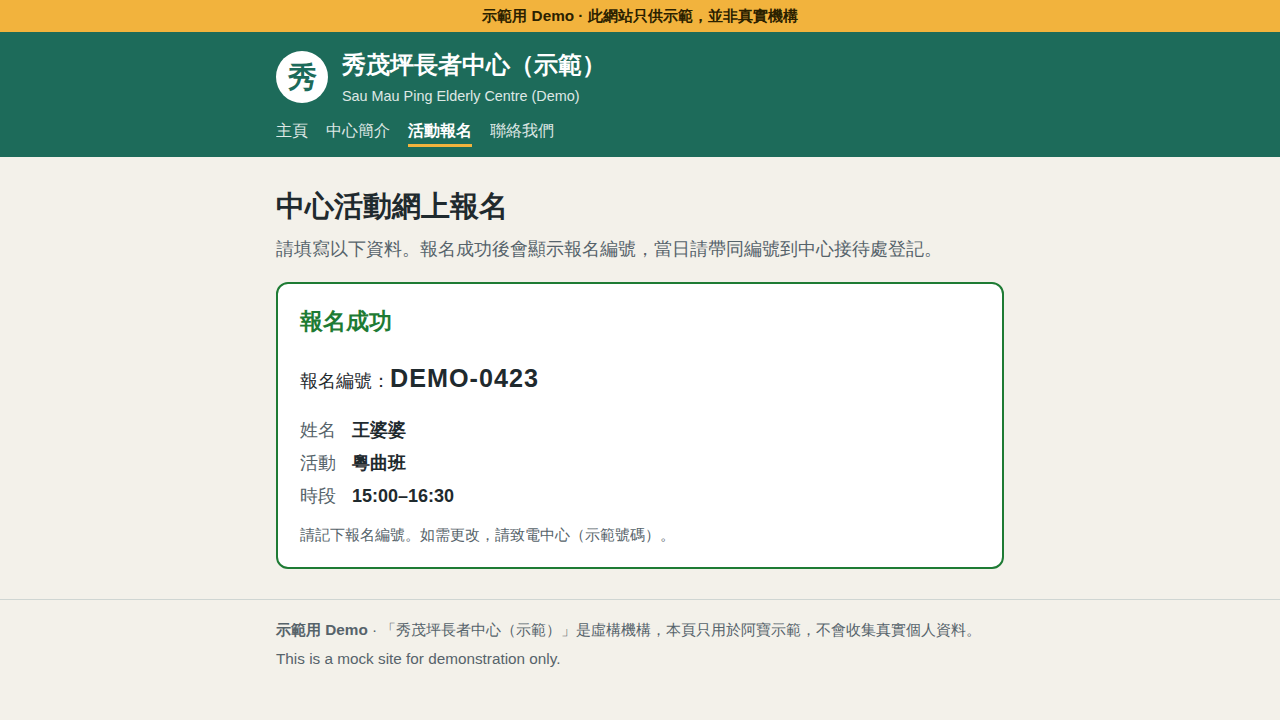 示範用 Demo · 此網站只供示範，並非真實機構
秀
秀茂坪長者中心（示範）
Sau Mau Ping Elderly Centre (Demo)
主頁 中心簡介 活動報名 聯絡我們
中心活動網上報名
請填寫以下資料。報名成功後會顯示報名編號，當日請帶同編號到中心接待處登記。
報名成功
報名編號：DEMO-0423
姓名 王婆婆
活動 粵曲班
時段 15:00–16:30
請記下報名編號。如需更改，請致電中心（示範號碼）。
示範用 Demo · 「秀茂坪長者中心（示範）」是虛構機構，本頁只用於阿寶示範，不會收集真實個人資料。
This is a mock site for demonstration only.